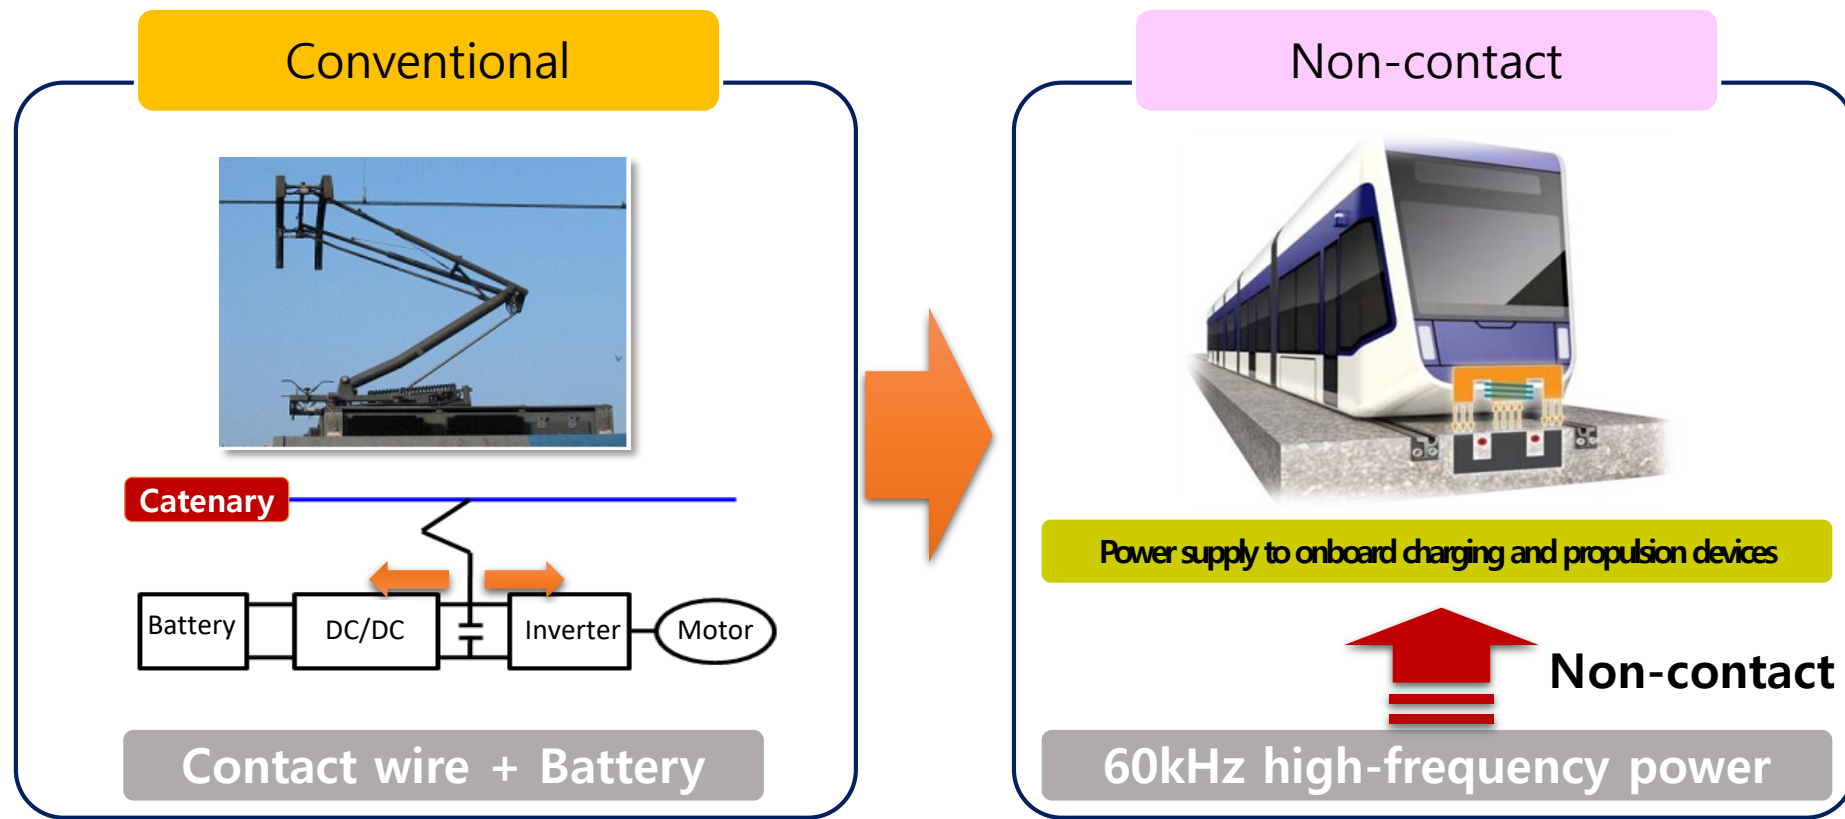 Conventional
Non-contact
Catenary
Battery
DC/DC
Inverter
Motor
Contact wire + Battery
Power supply to onboard charging and propulsion devices
Non-contact
60kHz high-frequency power